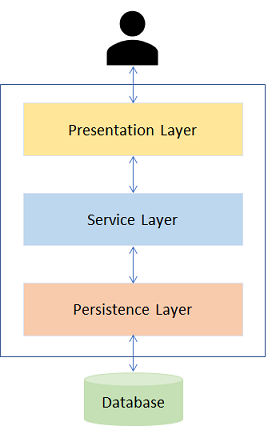 Presentation Layer
Service Layer
Persistence Layer
Database